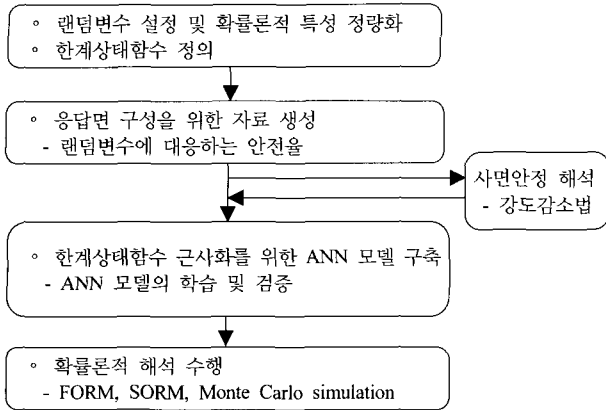 ◦ 랜덤변수 설정 및 확률론적 특성 정량화
◦ 한계상태함수 정의
◦ 응답면 구성을 위한 자료 생성
- 랜덤변수에 대응하는 안전율
사면안정 해석
- 강도감소법
◦ 한계상태함수 근사화를 위한 ANN 모델 구축
- ANN 모델의 학습 및 검증
◦ 확률론적 해석 수행
- FORM, SORM, Monte Carlo simulation